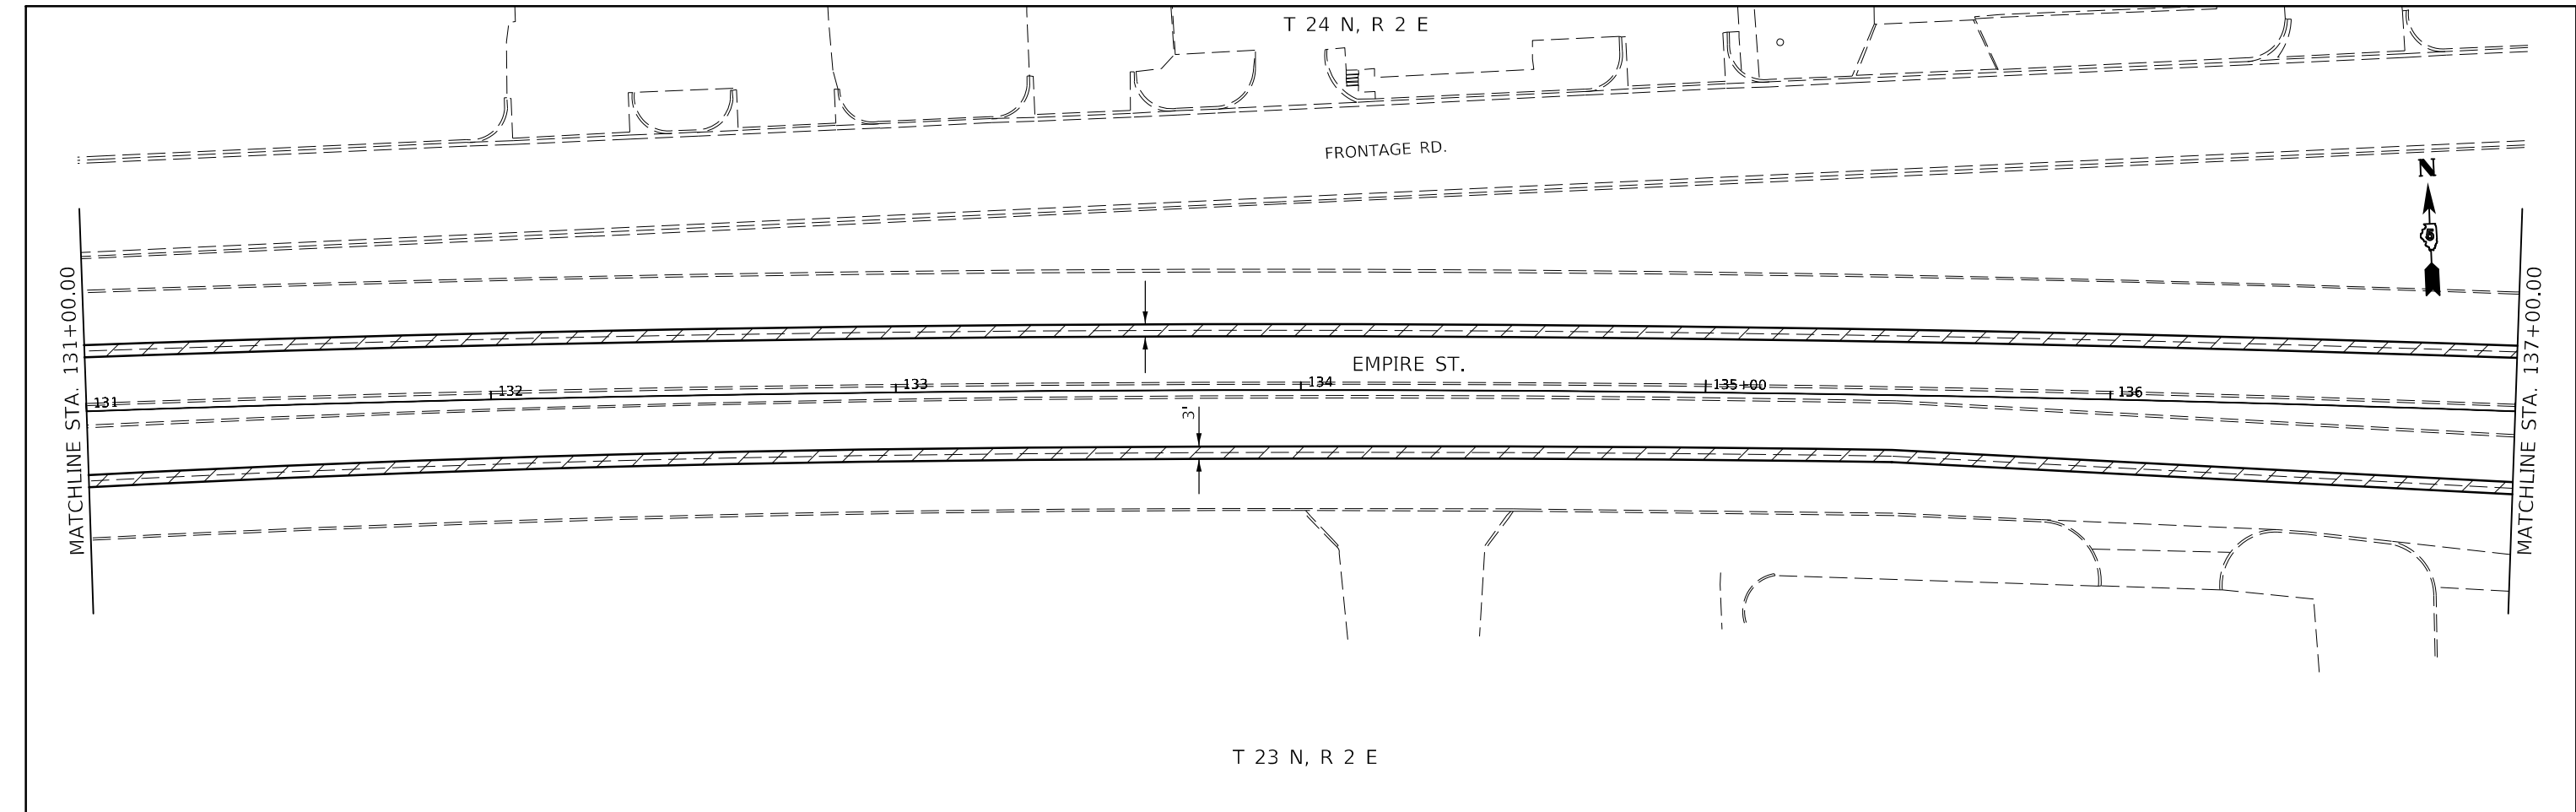 T 24 N, R 2 E
FRONTAGE RD.
N
5
MATCHLINE STA. 131+00.00
MATCHLINE STA. 137+00.00
EMPIRE ST.
131
132
133
134
135+00
136
3'
T 23 N, R 2 E